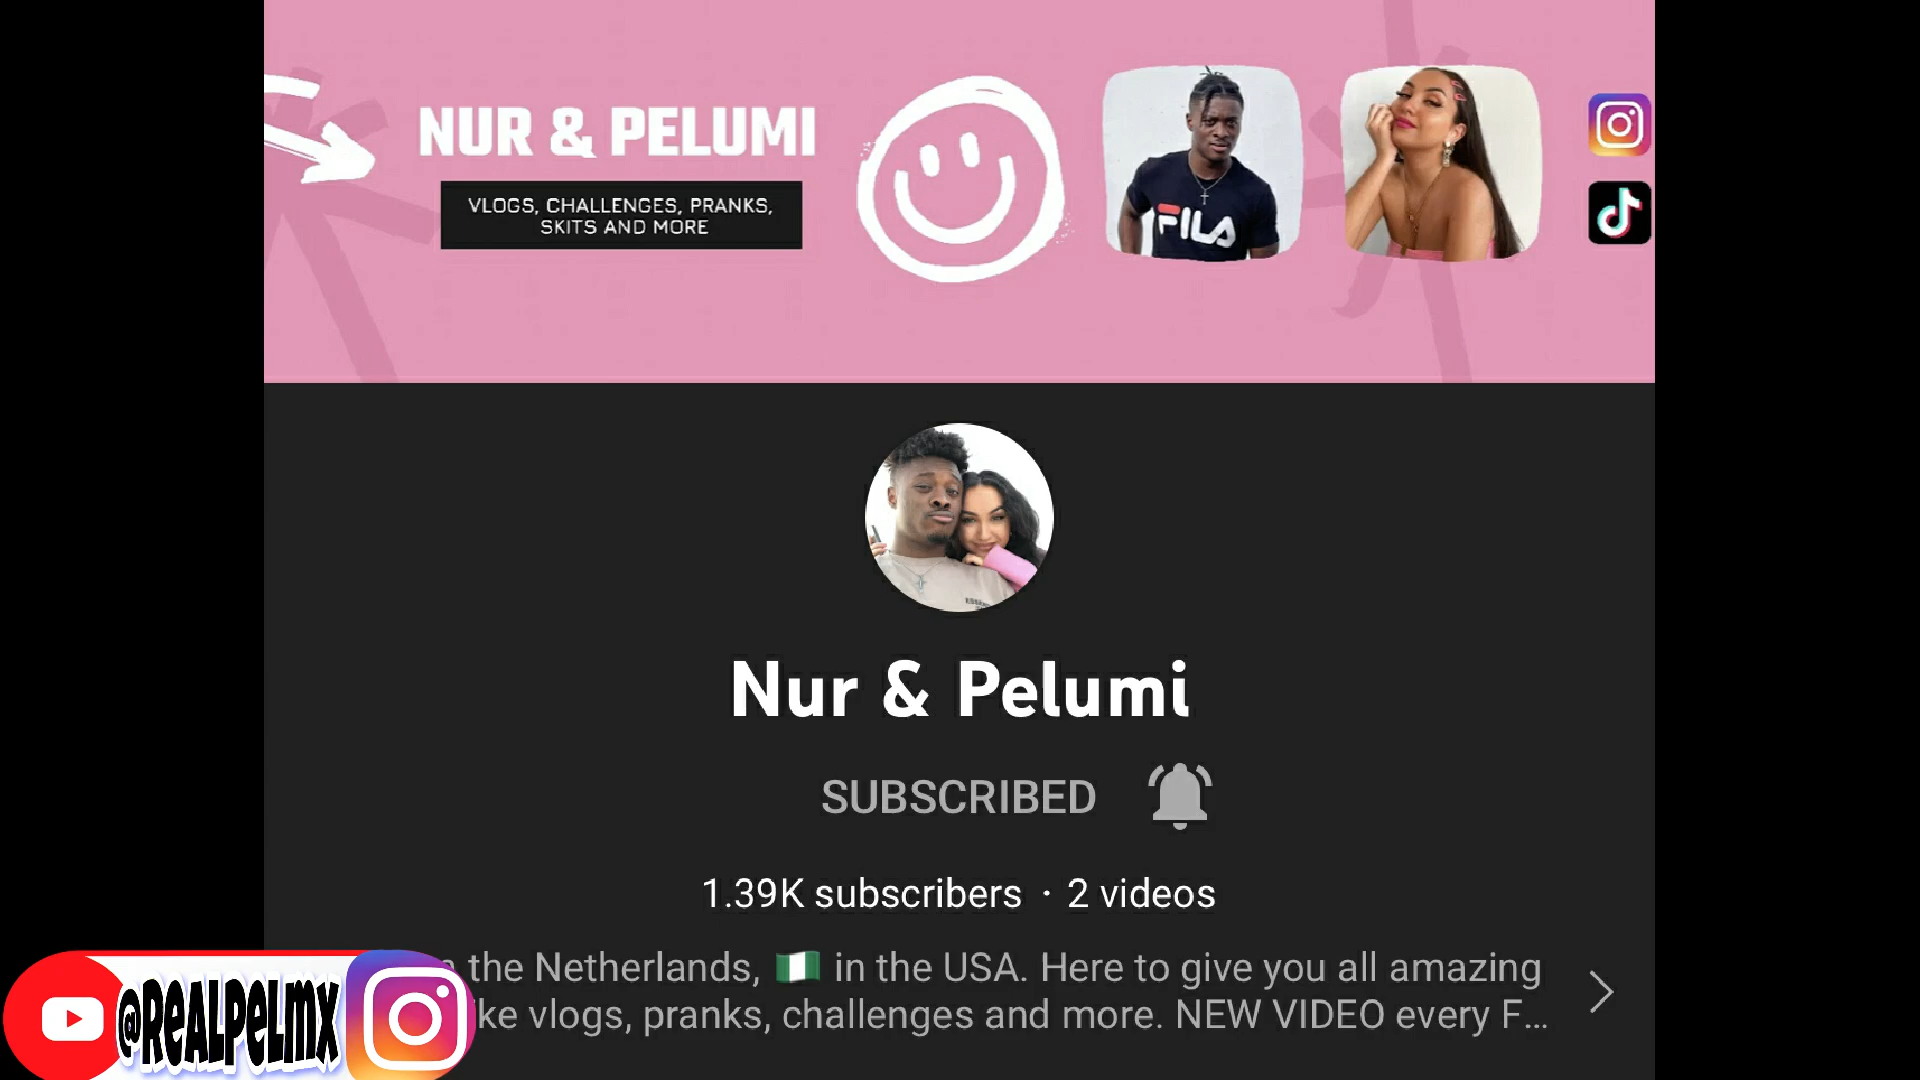 NUR & PELUMI
VLOGS, CHALLENGES, PRANKS,
SKITS AND MORE
FILA
Nur & Pelumi
SUBSCRIBED
1.39K subscribers · 2 videos
the Netherlands, 🇳🇬 in the USA. Here to give you all amazing
ke vlogs, pranks, challenges and more. NEW VIDEO every F...
@REALPELMX